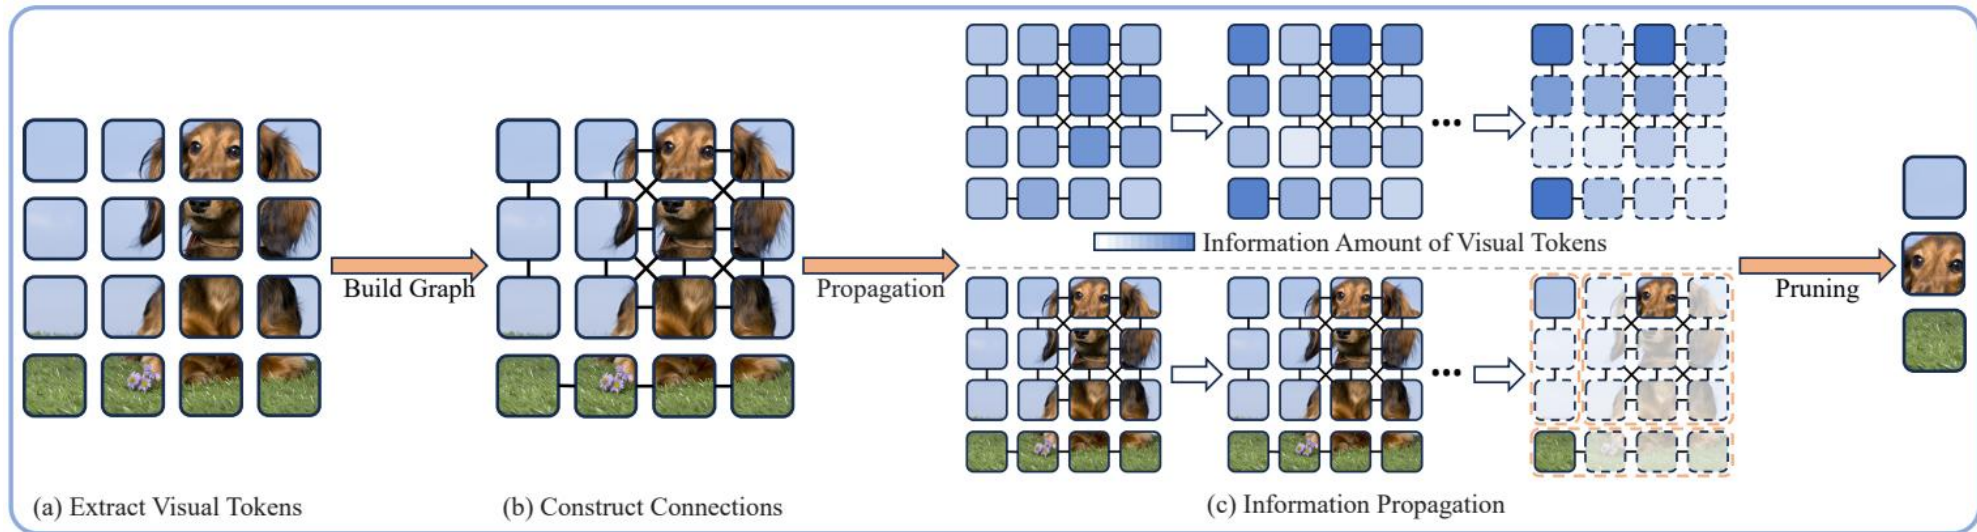 Build Graph
Propagation
Information Amount of Visual Tokens
Pruning
(a) Extract Visual Tokens
(b) Construct Connections
(c) Information Propagation